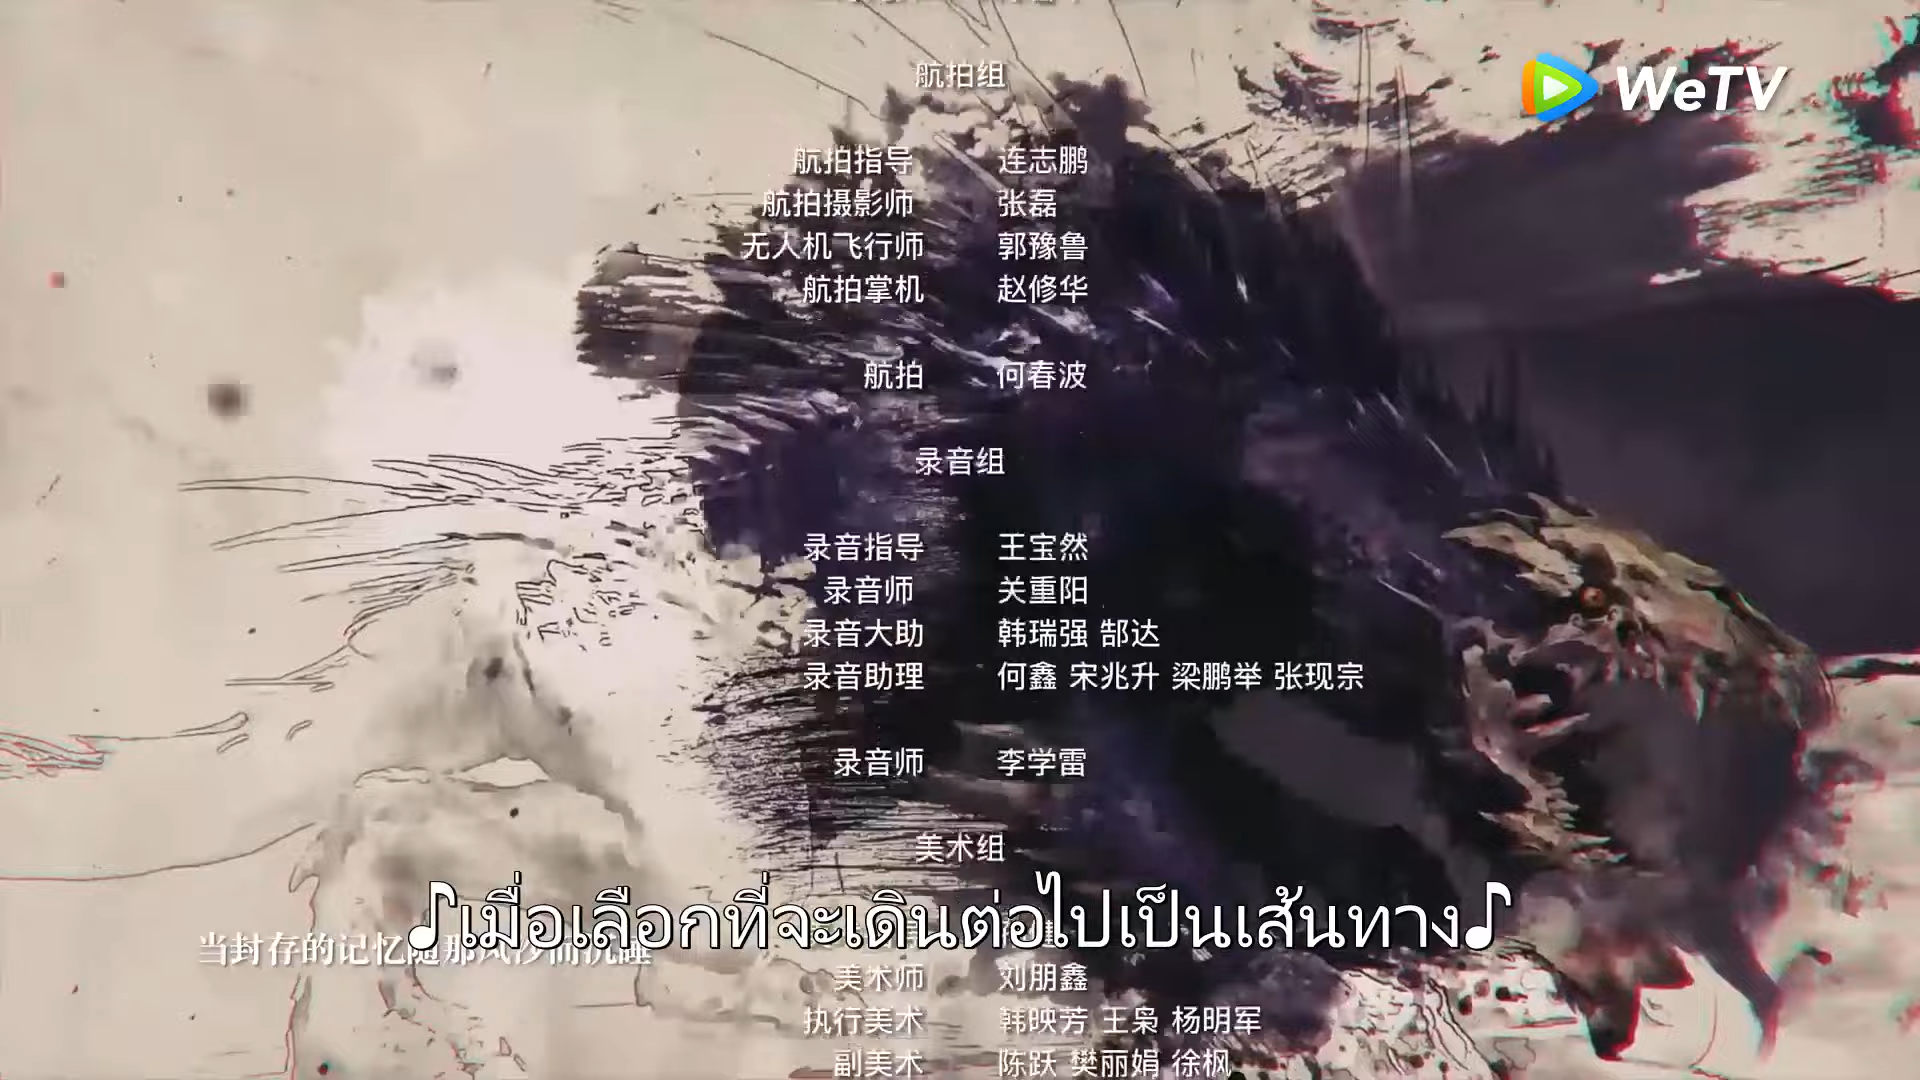 航拍组
WeTV
航拍指导 连志鹏
航拍摄影师 张磊
无人机飞行师 郭豫鲁
航拍掌机 赵修华
航拍 何春波
录音组
录音指导 王宝然
录音师 关重阳
录音大助 韩瑞强 郜达
录音助理 何鑫 宋兆升 梁鹏举 张现宗
录音师 李学雷
美术组
♪เมื่อเลือกที่จะเดินต่อไปเป็นเส้นทาง♪
当封存的记忆随那风沙而沉睡
美术师 刘朋鑫
执行美术 韩映芳 王枭 杨明军
副美术 陈跃 樊丽娟 徐枫